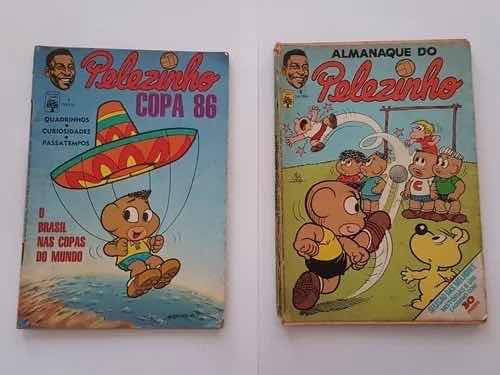 Pelezinho
COPA 86
QUADRINHOS
CURIOSIDADES
PASSATEMPOS
O
BRASIL
NAS COPAS
DO MUNDO
ALMANAQUE DO
Pelezinho
C